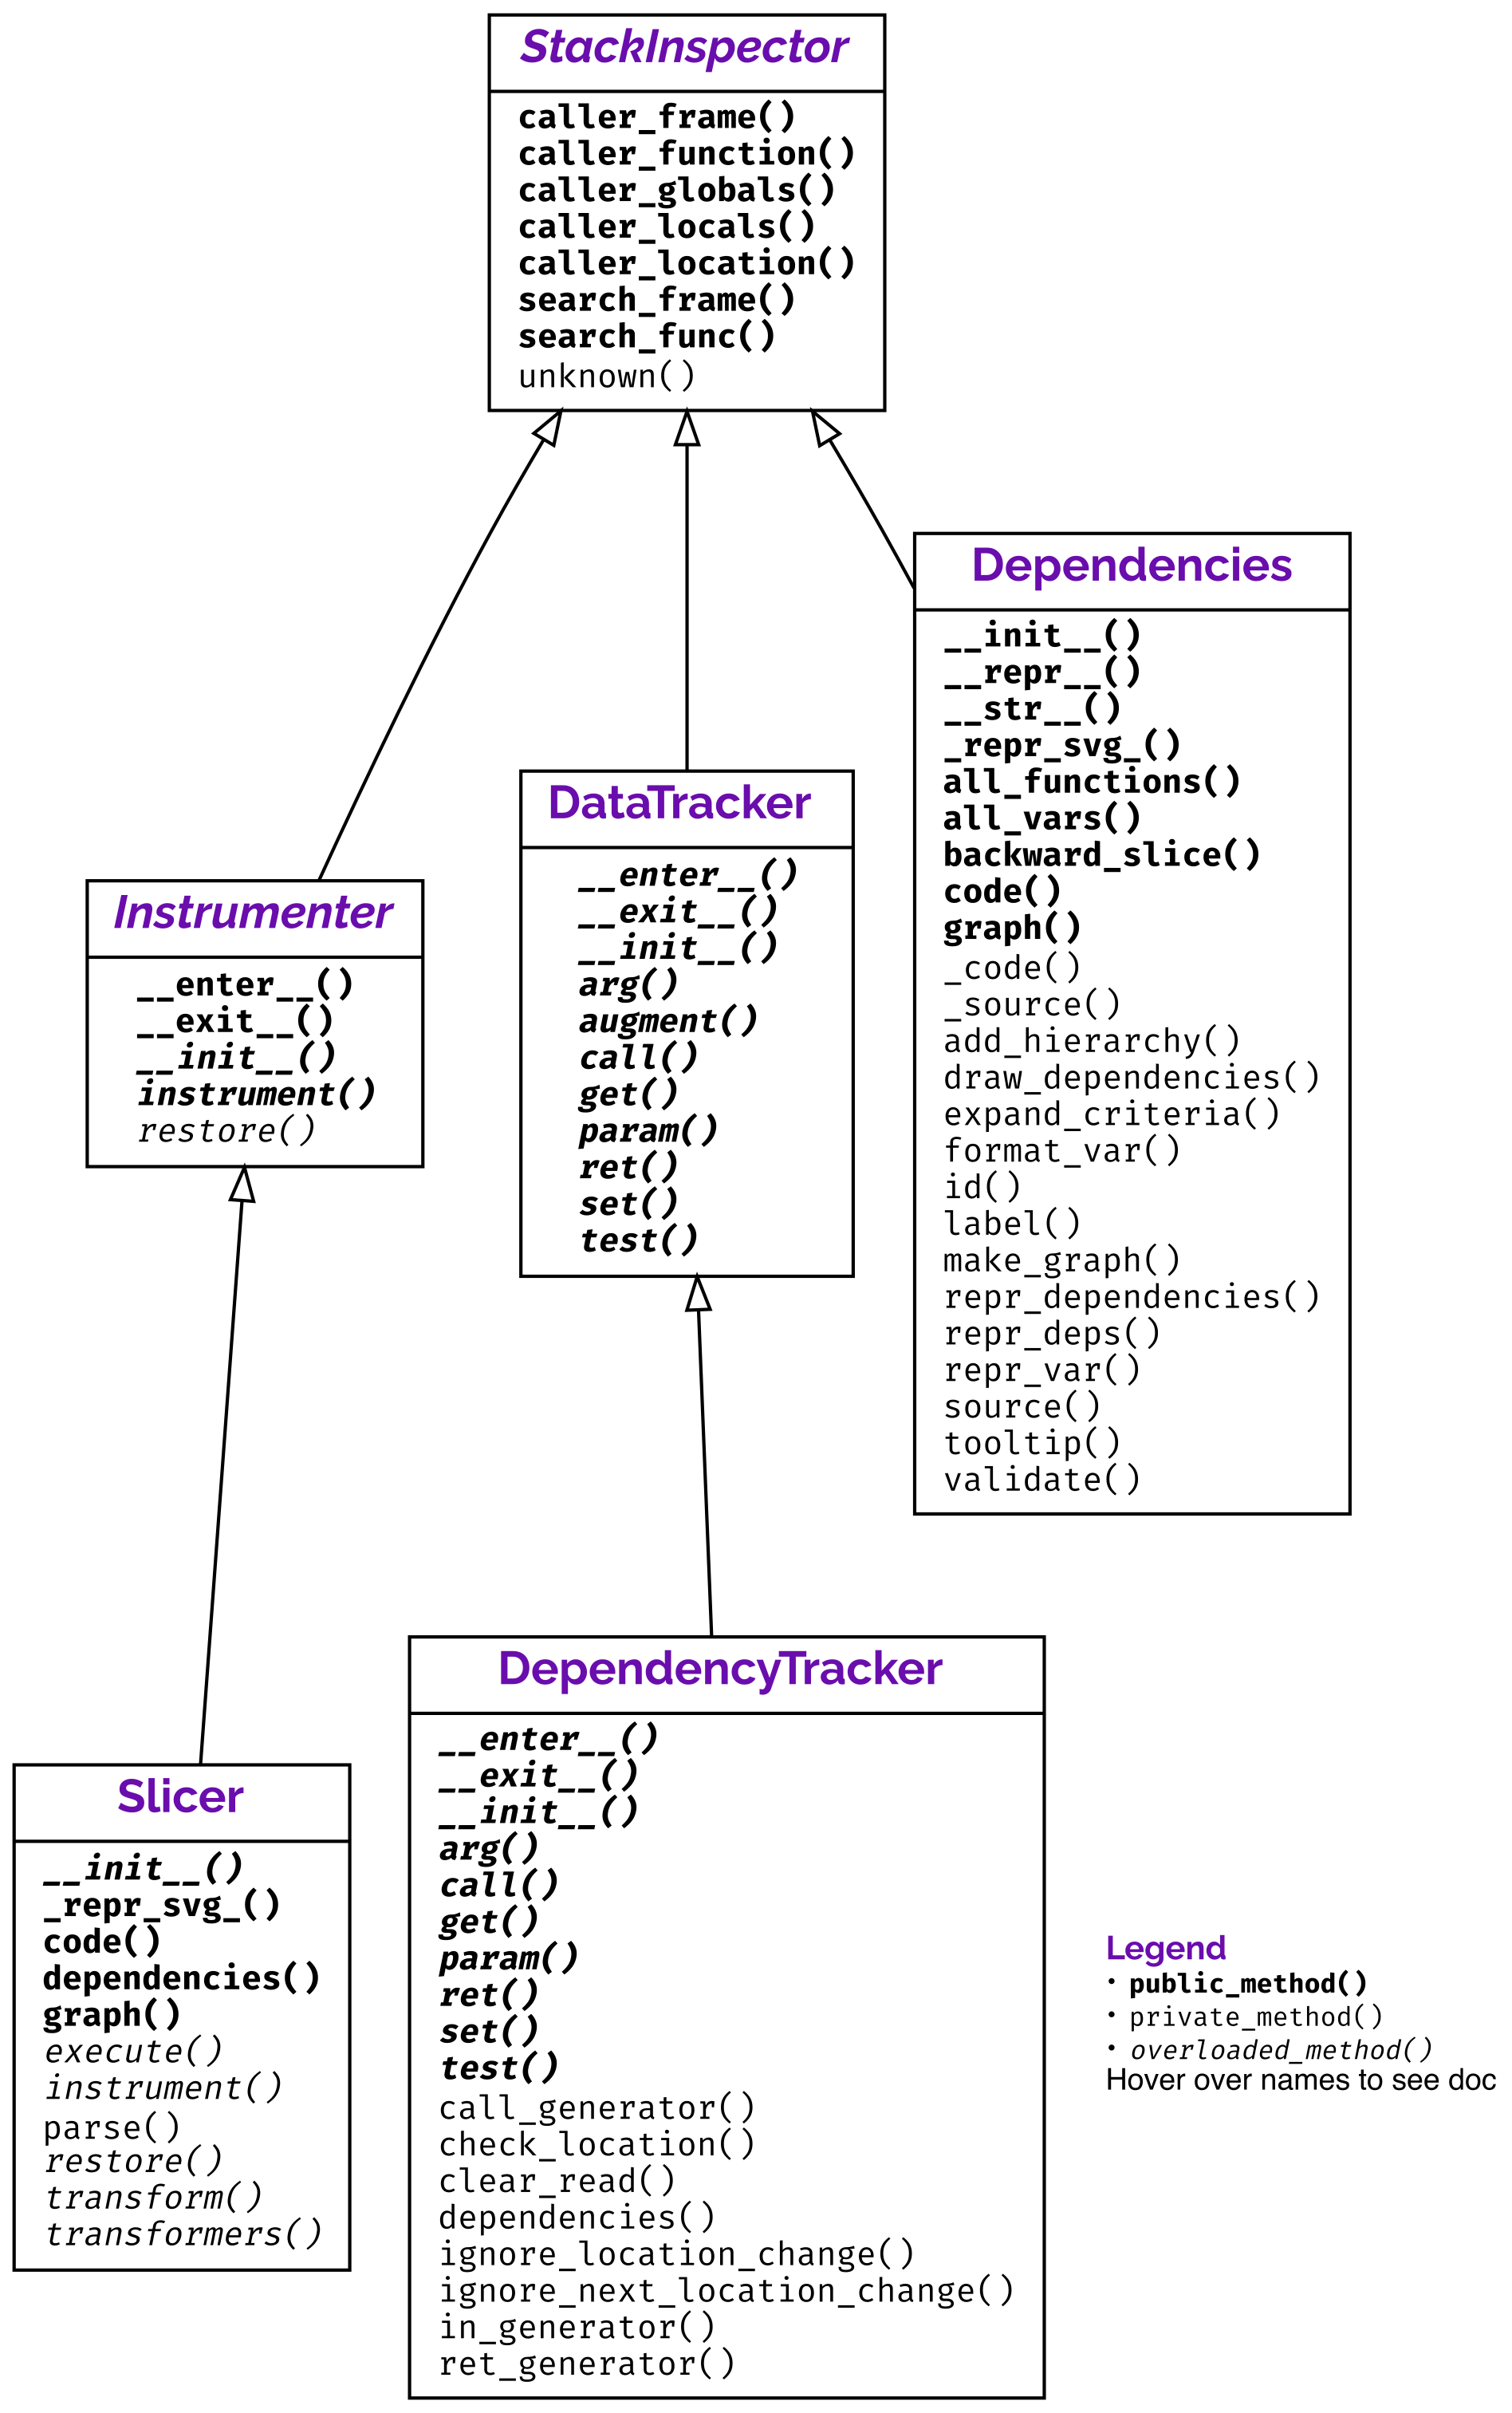 StackInspector
caller_frame()
caller_function()
caller_globals()
caller_locals()
caller_location()
search_frame()
search_func()
unknown()
Instrumenter
__enter__()
__exit__()
__init__()
instrument()
restore()
DataTracker
__enter__()
__exit__()
__init__()
arg()
augment()
call()
get()
param()
ret()
set()
test()
Dependencies
__init__()
__repr__()
__str__()
_repr_svg_()
all_functions()
all_vars()
backward_slice()
code()
graph()
_code()
_source()
add_hierarchy()
draw_dependencies()
expand_criteria()
format_var()
id()
label()
make_graph()
repr_dependencies()
repr_deps()
repr_var()
source()
tooltip()
validate()
Slicer
__init__()
_repr_svg_()
code()
dependencies()
graph()
execute()
instrument()
parse()
restore()
transform()
transformers()
DependencyTracker
__enter__()
__exit__()
__init__()
arg()
call()
get()
param()
ret()
set()
test()
call_generator()
check_location()
clear_read()
dependencies()
ignore_location_change()
ignore_next_location_change()
in_generator()
ret_generator()
Legend
• public_method()
• private_method()
• overloaded_method()
Hover over names to see doc